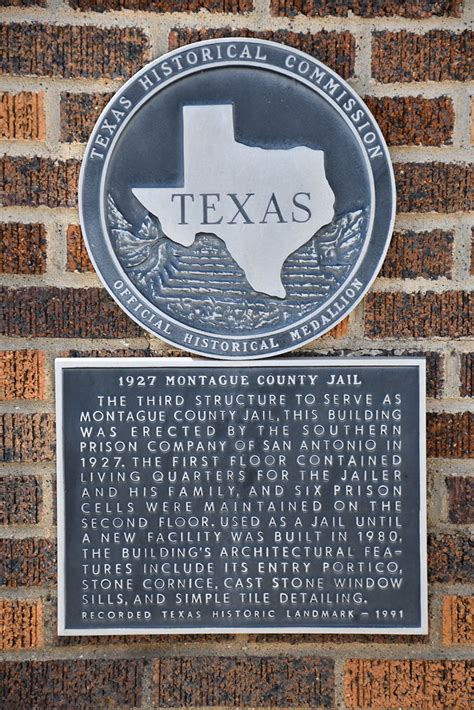 TEXAS HISTORICAL COMMISSION
TEXAS
OFFICIAL HISTORICAL MEDALLION
1927 MONTAGUE COUNTY JAIL
THE THIRD STRUCTURE TO SERVE AS
MONTAGUE COUNTY JAIL, THIS BUILDING
WAS ERECTED BY THE SOUTHERN
PRISON COMPANY OF SAN ANTONIO IN
1927. THE FIRST FLOOR CONTAINED
LIVING QUARTERS FOR THE JAILER
AND HIS FAMILY, AND SIX PRISON
CELLS WERE MAINTAINED ON THE
SECOND FLOOR. USED AS A JAIL UNTIL
A NEW FACILITY WAS BUILT IN 1980,
THE BUILDING'S ARCHITECTURAL FEA-
TURES INCLUDE ITS ENTRY PORTICO,
STONE CORNICE, CAST STONE WINDOW
SILLS, AND SIMPLE TILE DETAILING.
RECORDED TEXAS HISTORIC LANDMARK - 1991